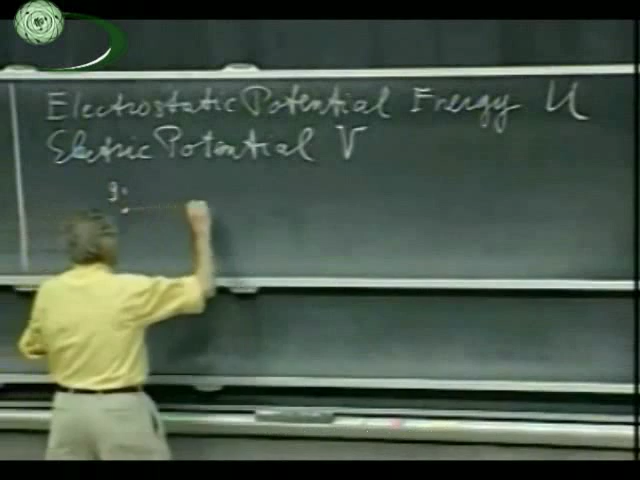 Electrostatic Potential Energy U
Electric Potential V
q₁